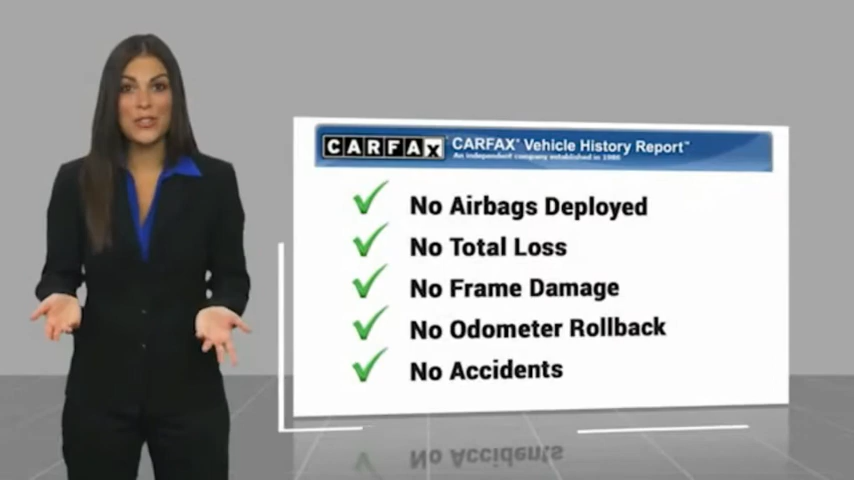 CARFAX CARFAX® Vehicle History Report™
An independent company established in 1986
No Airbags Deployed
No Total Loss
No Frame Damage
No Odometer Rollback
No Accidents
No Accidents